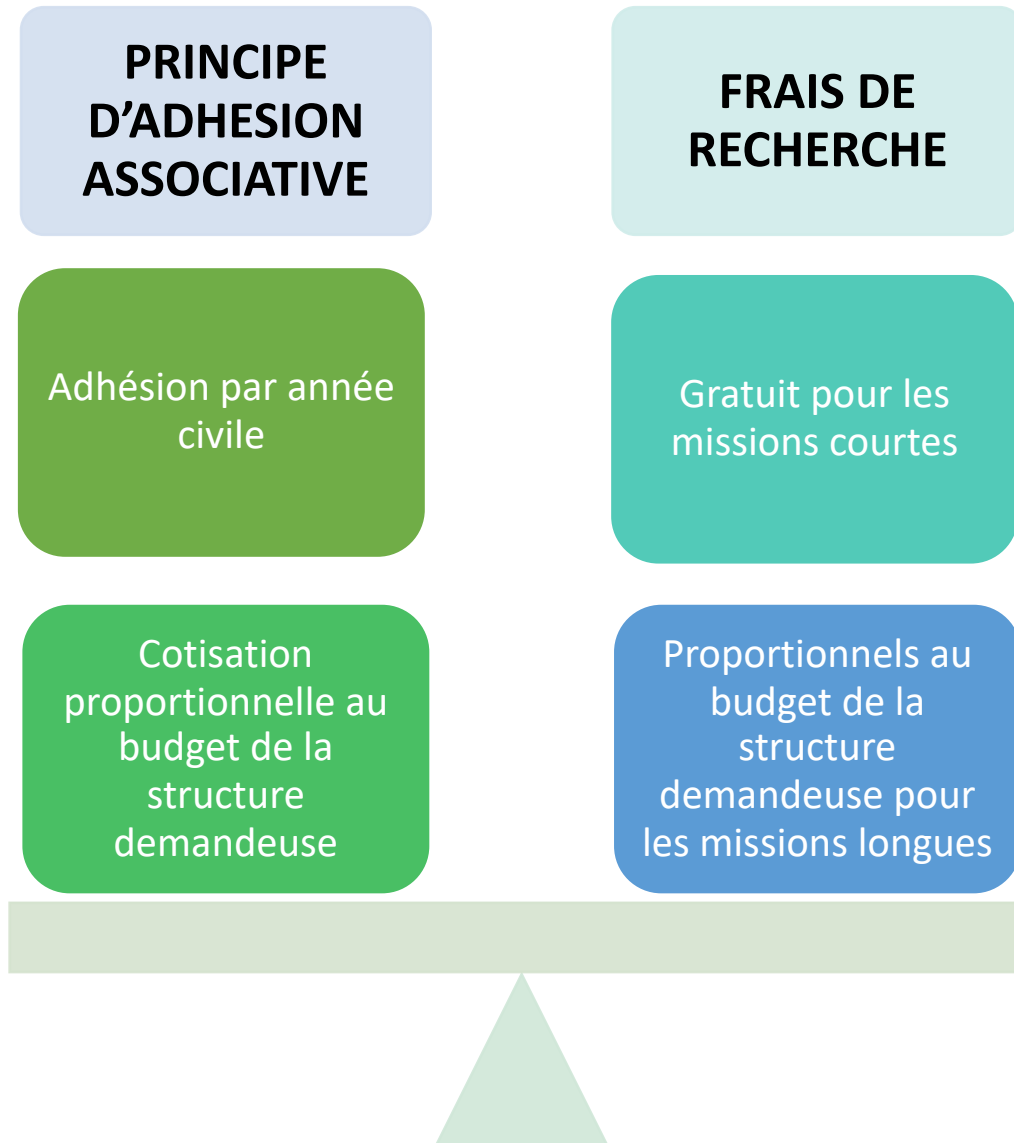 PRINCIPE
D’ADHESION
ASSOCIATIVE
Adhésion par année
civile
Cotisation
proportionnelle au
budget de la
structure
demandeuse
FRAIS DE
RECHERCHE
Gratuit pour les
missions courtes
Proportionnels au
budget de la
structure
demandeuse pour
les missions longues